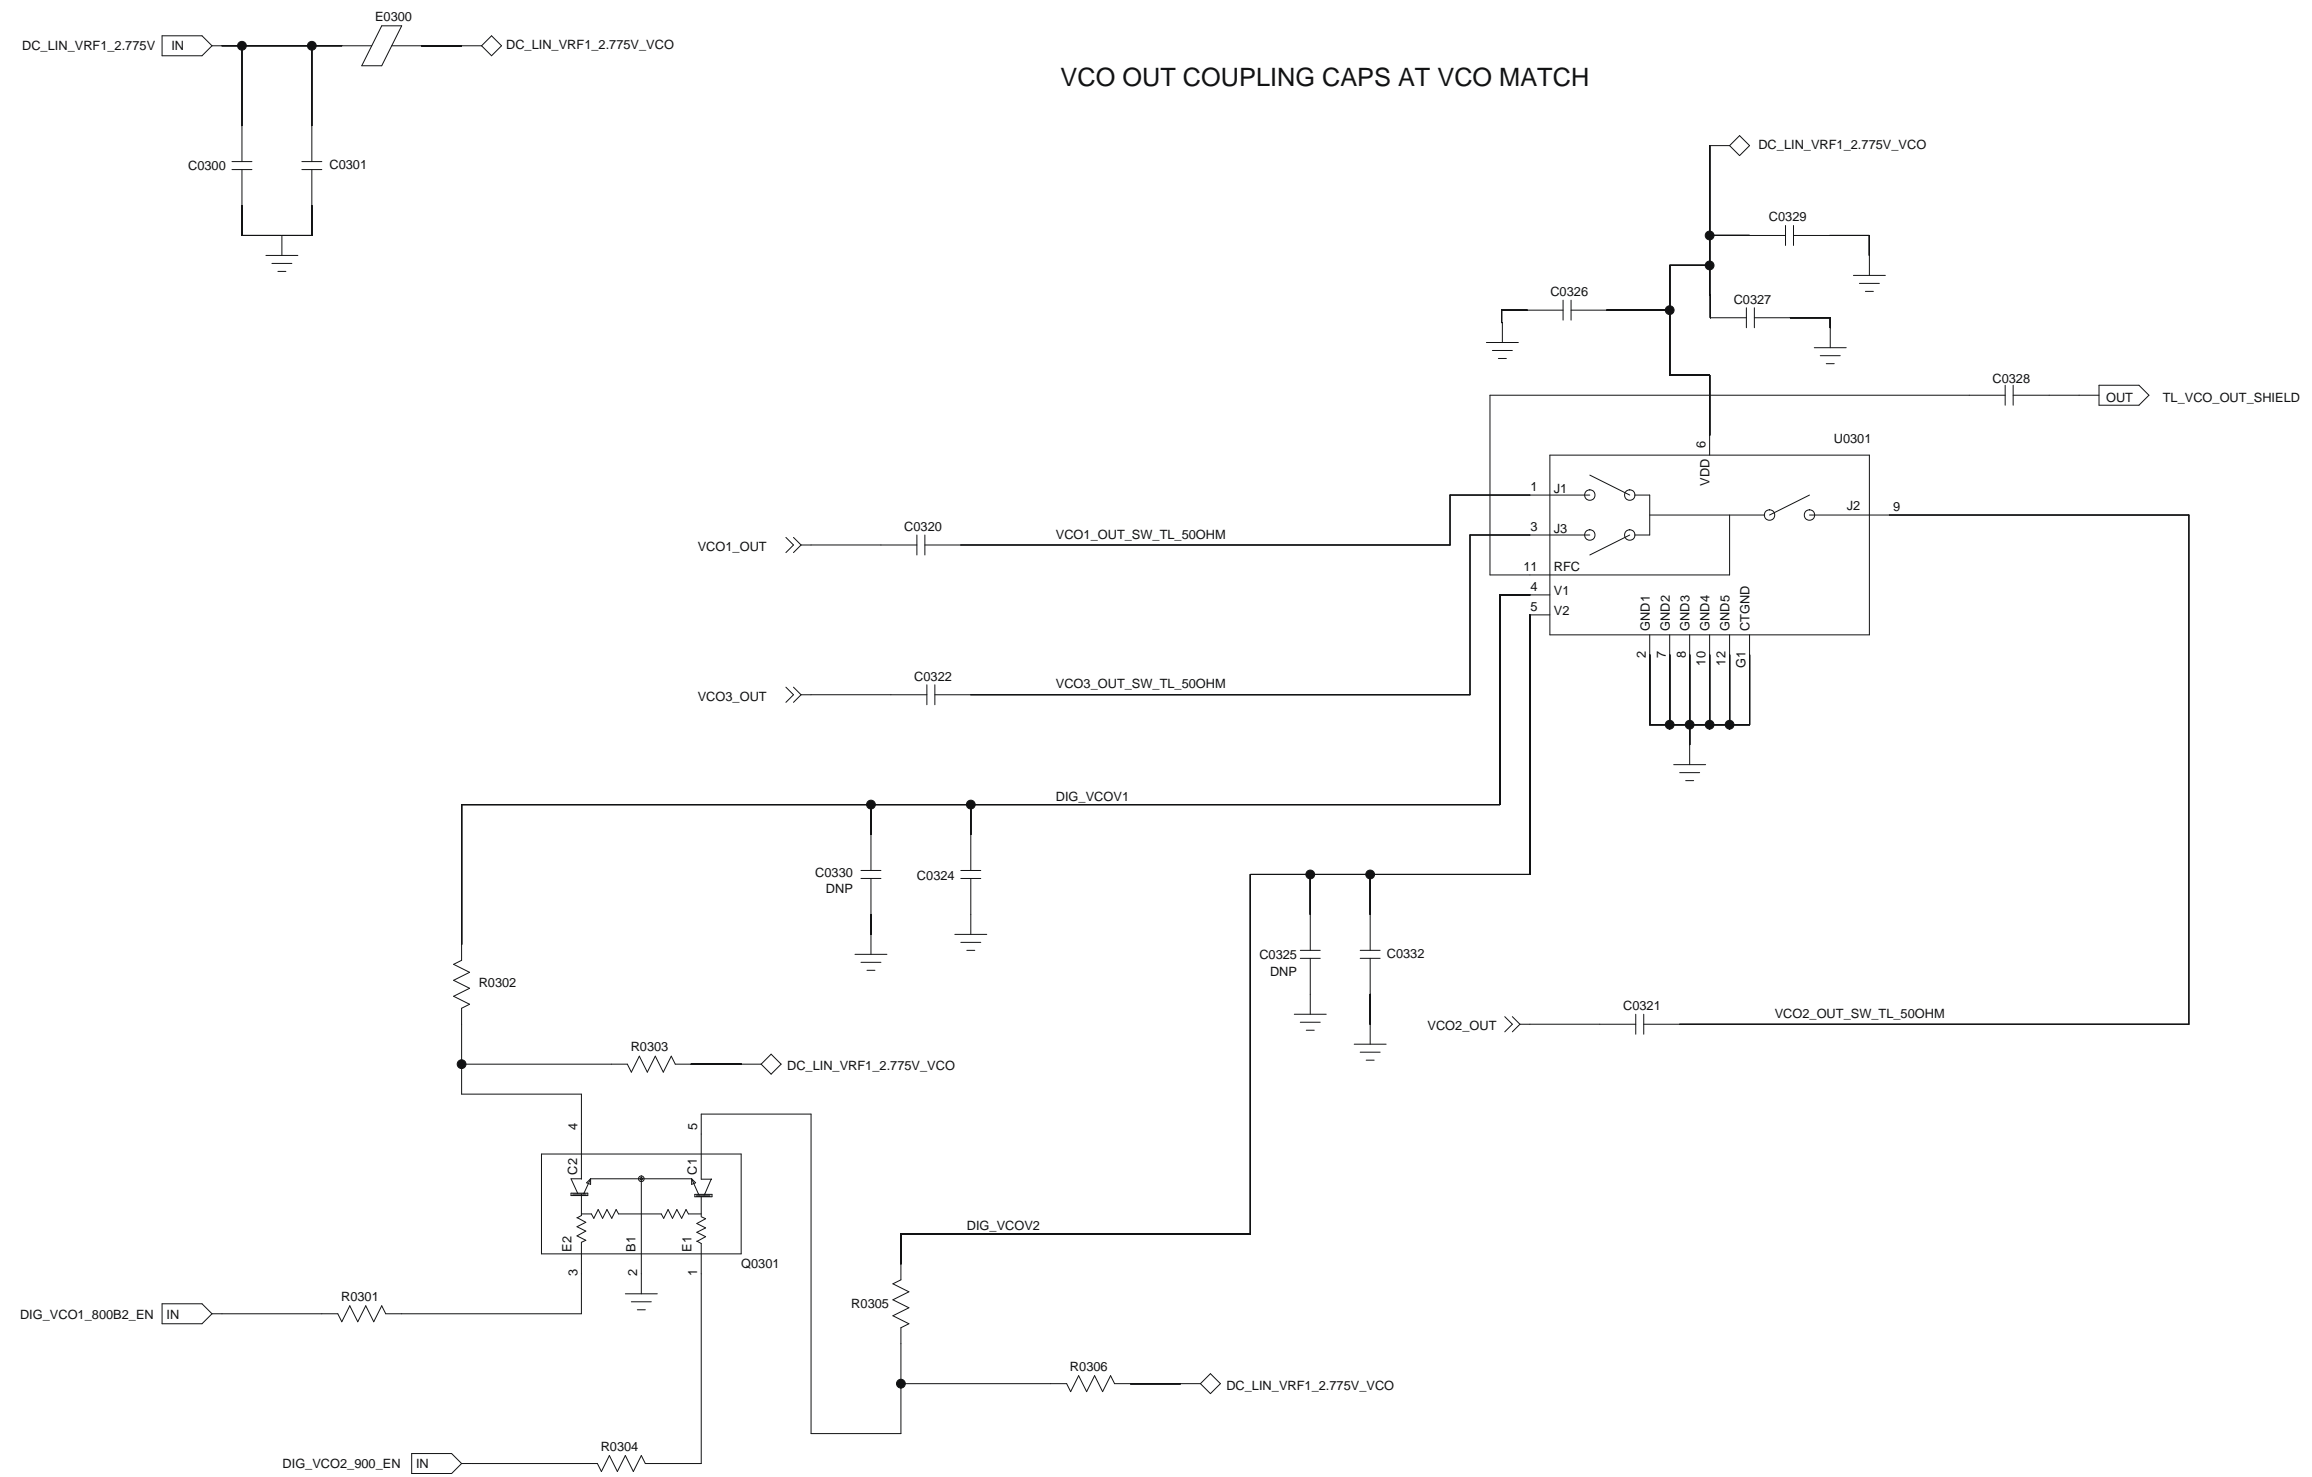 E0300
DC_LIN_VRF1_2.775V
IN
DC_LIN_VRF1_2.775V_VCO
VCO OUT COUPLING CAPS AT VCO MATCH
C0300
C0301
DC_LIN_VRF1_2.775V_VCO
C0329
C0326
C0327
C0328
OUT
TL_VCO_OUT_SHIELD
U0301
6
VDD
1
J1
J2
9
3
J3
11
RFC
4
V1
5
V2
GND1
GND2
GND3
GND4
GND5
CTGND
2
7
8
10
12
G1
C0320
VCO1_OUT
VCO1_OUT_SW_TL_50OHM
C0322
VCO3_OUT
VCO3_OUT_SW_TL_50OHM
DIG_VCOV1
C0330
DNP
C0324
C0325
DNP
C0332
R0302
C0321
VCO2_OUT
VCO2_OUT_SW_TL_50OHM
R0303
DC_LIN_VRF1_2.775V_VCO
4
5
C2
C1
E2
B1
E1
Q0301
3
2
1
DIG_VCOV2
R0301
DIG_VCO1_800B2_EN
IN
R0305
R0306
DC_LIN_VRF1_2.775V_VCO
R0304
DIG_VCO2_900_EN
IN